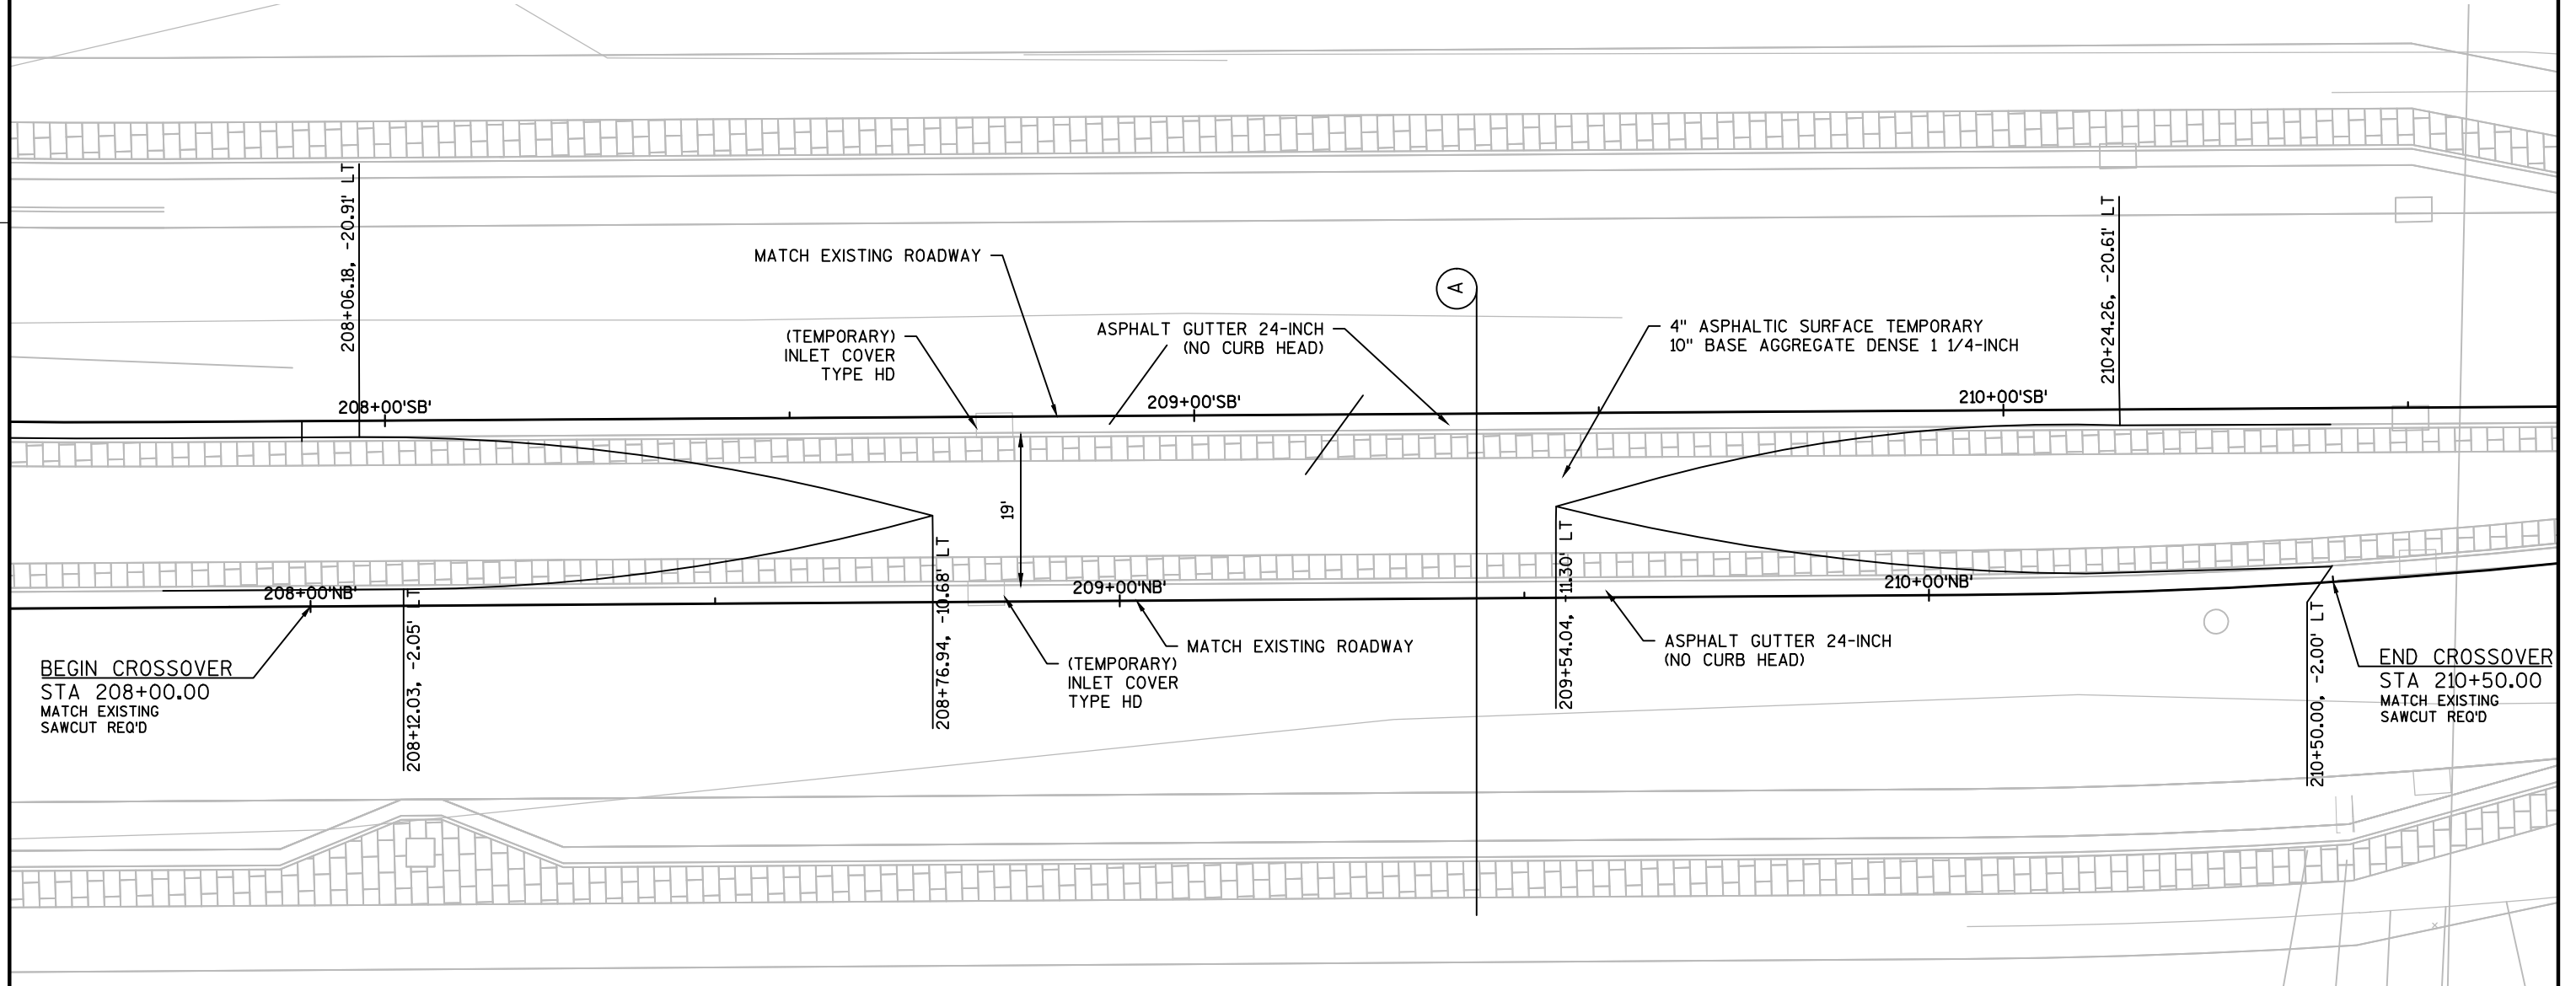 208+06.18, -20.91' LT
MATCH EXISTING ROADWAY
(TEMPORARY)
INLET COVER
TYPE HD
ASPHALT GUTTER 24-INCH
(NO CURB HEAD)
A
4" ASPHALTIC SURFACE TEMPORARY
10" BASE AGGREGATE DENSE 1 1/4-INCH
210+24.26, -20.61' LT
208+00'SB'
209+00'SB'
210+00'SB'
19'
208+00'NB'
209+00'NB'
210+00'NB'
BEGIN CROSSOVER
STA 208+00.00
MATCH EXISTING
SAWCUT REQ'D
208+12.03, -2.05' LT
208+76.94, -10.68' LT
(TEMPORARY)
INLET COVER
TYPE HD
MATCH EXISTING ROADWAY
209+54.04, -11.30' LT
ASPHALT GUTTER 24-INCH
(NO CURB HEAD)
210+50.00, -2.00' LT
END CROSSOVER
STA 210+50.00
MATCH EXISTING
SAWCUT REQ'D